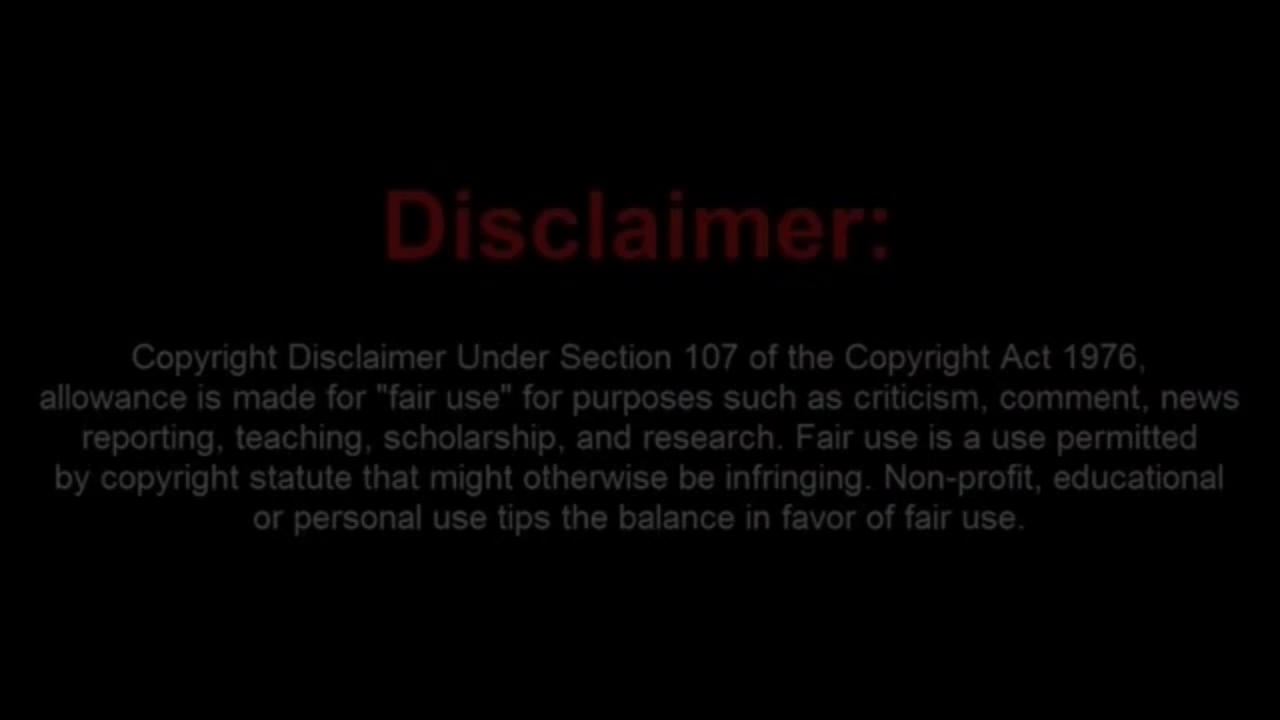 Disclaimer:
Copyright Disclaimer Under Section 107 of the Copyright Act 1976,
allowance is made for "fair use" for purposes such as criticism, comment, news
reporting, teaching, scholarship, and research. Fair use is a use permitted
by copyright statute that might otherwise be infringing. Non-profit, educational
or personal use tips the balance in favor of fair use.